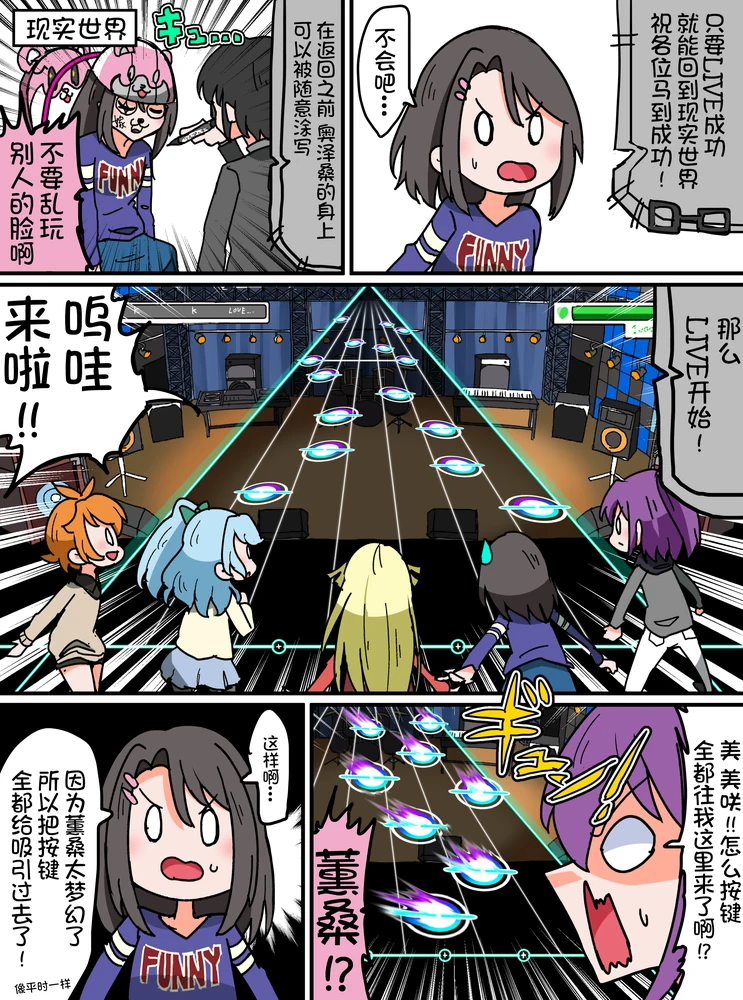 只要LIVE成功
就能回到现实世界
祝各位马到成功！
不会吧…
FUNNY
在返回之前 奥泽桑的身上
可以被随意涂写
现实世界
キュ…
嫁
FUNNY
不要乱玩
别人的脸啊
那么
LIVE开始！
K
K
LOVE...
呜哇
来啦!!
美 美咲!!怎么按键
全都往我这里来了啊!?
ギュン!
薰桑!?
这样啊…
因为薰桑太梦幻了
所以把按键
全都给吸引过去了！
FUNNY
像平时一样